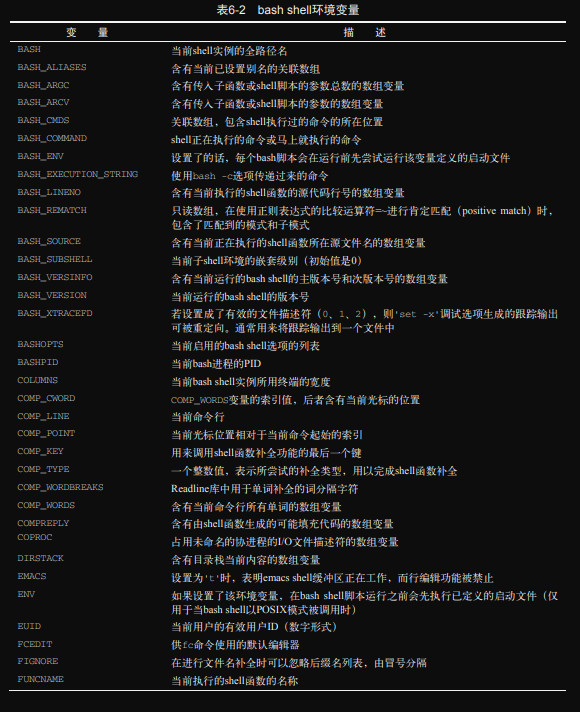 表6-2 bash shell环境变量
变 量 描 述
BASH 当前shell实例的全路径名
BASH_ALIASES 含有当前已设置别名的关联数组
BASH_ARGC 含有传入子函数或shell脚本的参数总数的数组变量
BASH_ARCV 含有传入子函数或shell脚本的参数的数组变量
BASH_CMDS 关联数组，包含shell执行过的命令的所在位置
BASH_COMMAND shell正在执行的命令或马上就执行的命令
BASH_ENV 设置了的话，每个bash脚本会在运行前先尝试运行该变量定义的启动文件
BASH_EXECUTION_STRING 使用bash -c选项传递过来的命令
BASH_LINENO 含有当前执行的shell函数的源代码行号的数组变量
BASH_REMATCH 只读数组，在使用正则表达式的比较运算符=~进行肯定匹配（positive match）时，
包含了匹配到的模式和子模式
BASH_SOURCE 含有当前正在执行的shell函数所在源文件名的数组变量
BASH_SUBSHELL 当前子shell环境的嵌套级别（初始值是0）
BASH_VERSINFO 含有当前运行的bash shell的主版本号和次版本号的数组变量
BASH_VERSION 当前运行的bash shell的版本号
BASH_XTRACEFD 若设置成了有效的文件描述符（0、1、2），则'set -x'调试选项生成的跟踪输出
可被重定向。通常用来将跟踪输出到一个文件中
BASHOPTS 当前启用的bash shell选项的列表
BASHPID 当前bash进程的PID
COLUMNS 当前bash shell实例所用终端的宽度
COMP_CWORD COMP_WORDS变量的索引值，后者含有当前光标的位置
COMP_LINE 当前命令行
COMP_POINT 当前光标位置相对于当前命令起始的索引
COMP_KEY 用来调用shell函数补全功能的最后一个键
COMP_TYPE 一个整数值，表示所尝试的补全类型，用以完成shell函数补全
COMP_WORDBREAKS Readline库中用于单词补全的词分隔字符
COMP_WORDS 含有当前命令行所有单词的数组变量
COMPREPLY 含有由shell函数生成的可能填充代码的数组变量
COPROC 占用未命名的协进程的I/O文件描述符的数组变量
DIRSTACK 含有目录栈当前内容的数组变量
EMACS 设置为't'时，表明emacs shell缓冲区正在工作，而行编辑功能被禁止
ENV 如果设置了该环境变量，在bash shell脚本运行之前会先执行已定义的启动文件（仅
用于当bash shell以POSIX模式被调用时）
EUID 当前用户的有效用户ID（数字形式）
FCEDIT 供fc命令使用的默认编辑器
FIGNORE 在进行文件名补全时可以忽略后缀名列表，由冒号分隔
FUNCNAME 当前执行的shell函数的名称